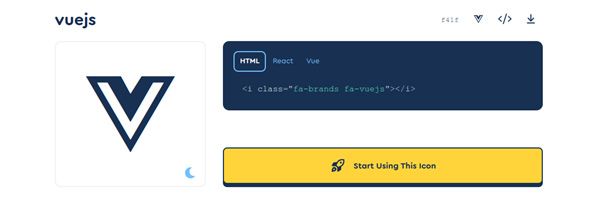 vuejs
f41f
HTML React Vue
<i class="fa-brands fa-vuejs"></i>
Start Using This Icon